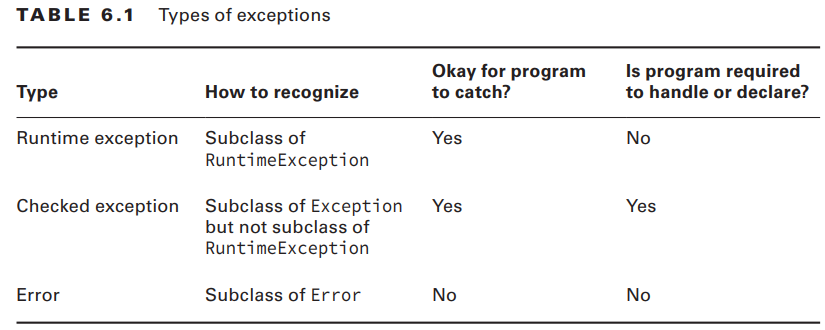 TABLE 6.1 Types of exceptions
Type How to recognize Okay for program to catch? Is program required to handle or declare?
Runtime exception Subclass of RuntimeException Yes No
Checked exception Subclass of Exception but not subclass of RuntimeException Yes Yes
Error Subclass of Error No No